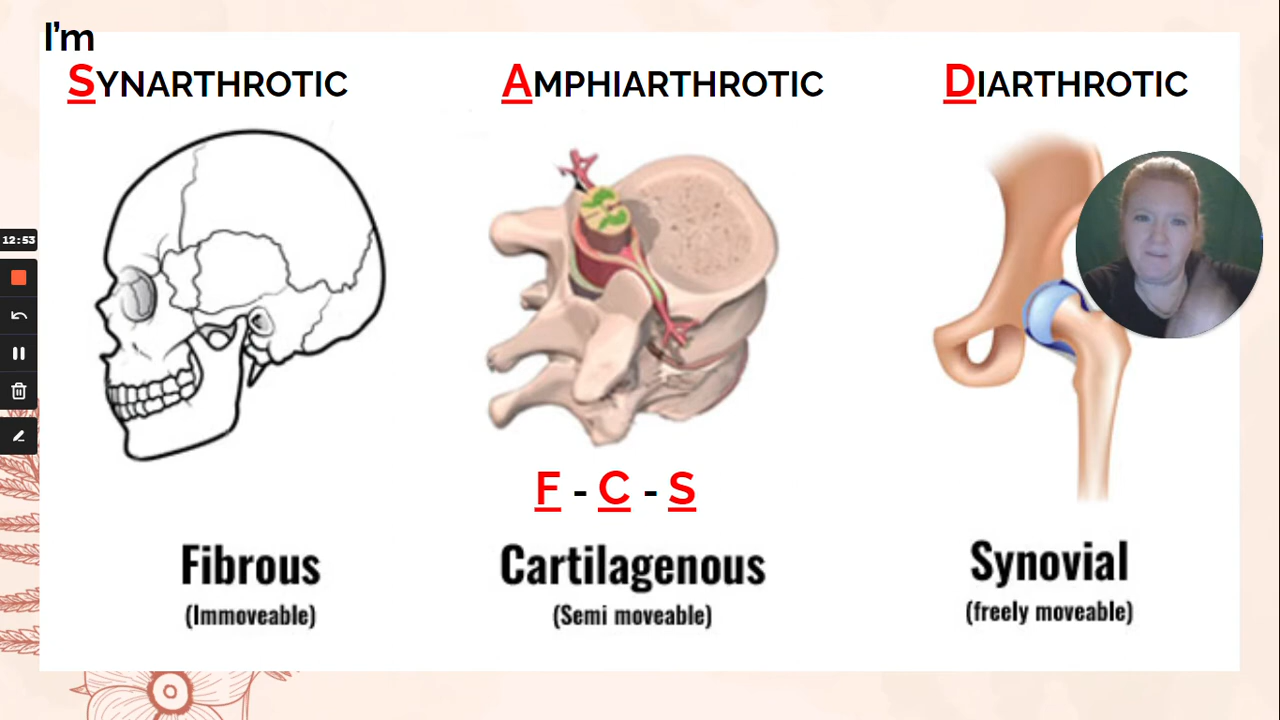 I'm
SYNARTHROTIC
AMPHIARTHROTIC
DIARTHROTIC
12:53
F - C - S
Fibrous
(Immoveable)
Cartilagenous
(Semi moveable)
Synovial
(freely moveable)